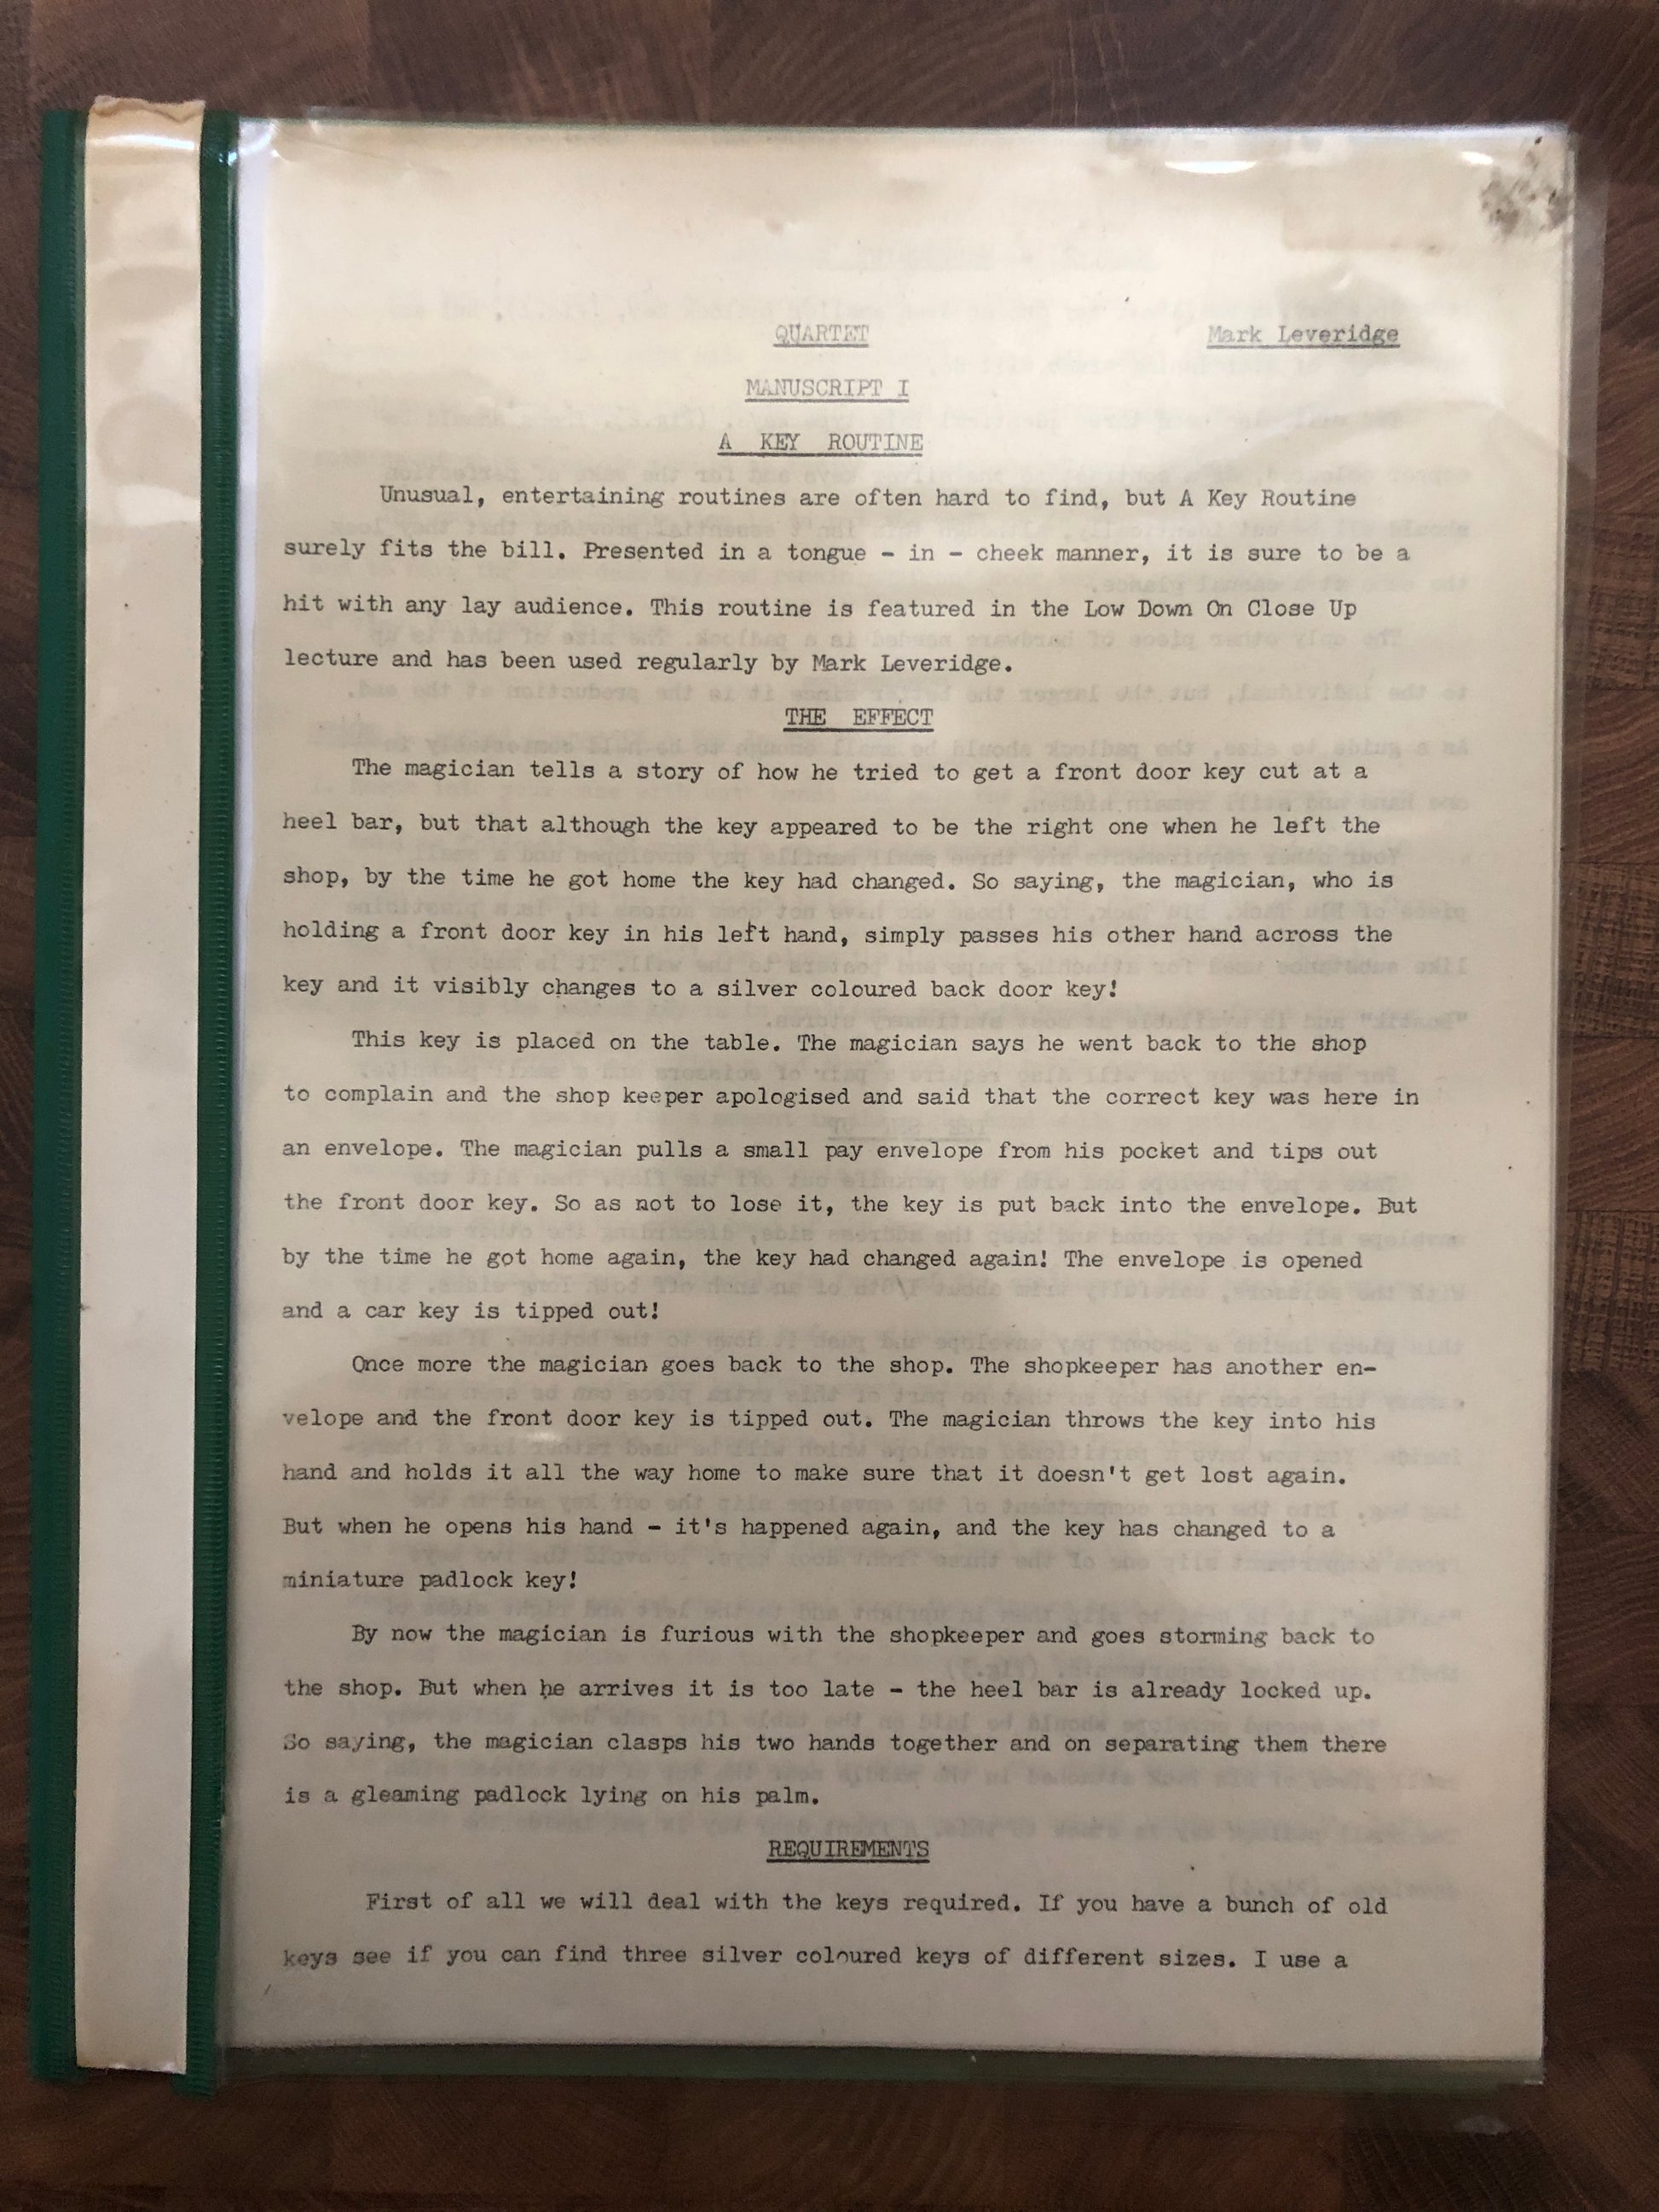 QUARTET Mark Leveridge
MANUSCRIPT I
A KEY ROUTINE
Unusual, entertaining routines are often hard to find, but A Key Routine
surely fits the bill. Presented in a tongue - in - cheek manner, it is sure to be a
hit with any lay audience. This routine is featured in the Low Down On Close Up
lecture and has been used regularly by Mark Leveridge.
THE EFFECT
The magician tells a story of how he tried to get a front door key cut at a
heel bar, but that although the key appeared to be the right one when he left the
shop, by the time he got home the key had changed. So saying, the magician, who is
holding a front door key in his left hand, simply passes his other hand across the
key and it visibly changes to a silver coloured back door key!
This key is placed on the table. The magician says he went back to the shop
to complain and the shop keeper apologised and said that the correct key was here in
an envelope. The magician pulls a small pay envelope from his pocket and tips out
the front door key. So as not to lose it, the key is put back into the envelope. But
by the time he got home again, the key had changed again! The envelope is opened
and a car key is tipped out!
Once more the magician goes back to the shop. The shopkeeper has another en-
velope and the front door key is tipped out. The magician throws the key into his
hand and holds it all the way home to make sure that it doesn't get lost again.
But when he opens his hand - it's happened again, and the key has changed to a
miniature padlock key!
By now the magician is furious with the shopkeeper and goes storming back to
the shop. But when he arrives it is too late - the heel bar is already locked up.
So saying, the magician clasps his two hands together and on separating them there
is a gleaming padlock lying on his palm.
REQUIREMENTS
First of all we will deal with the keys required. If you have a bunch of old
keys see if you can find three silver coloured keys of different sizes. I use a